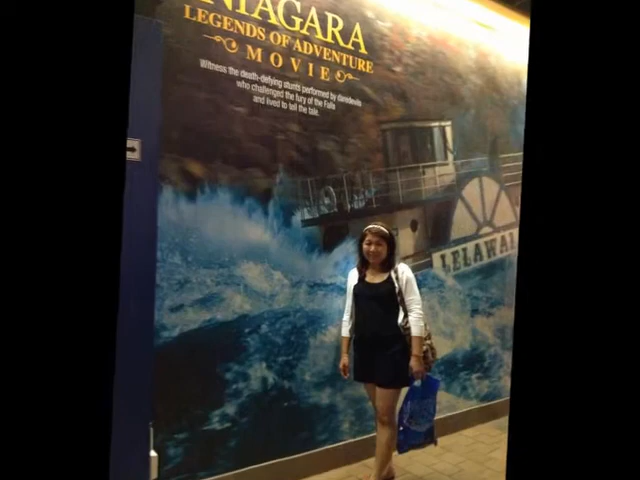 NIAGARA
LEGENDS OF ADVENTURE
MOVIE
Witness the death-defying stunts performed by daredevils
who challenged the fury of the Falls
and lived to tell the tale.
LELAWAL